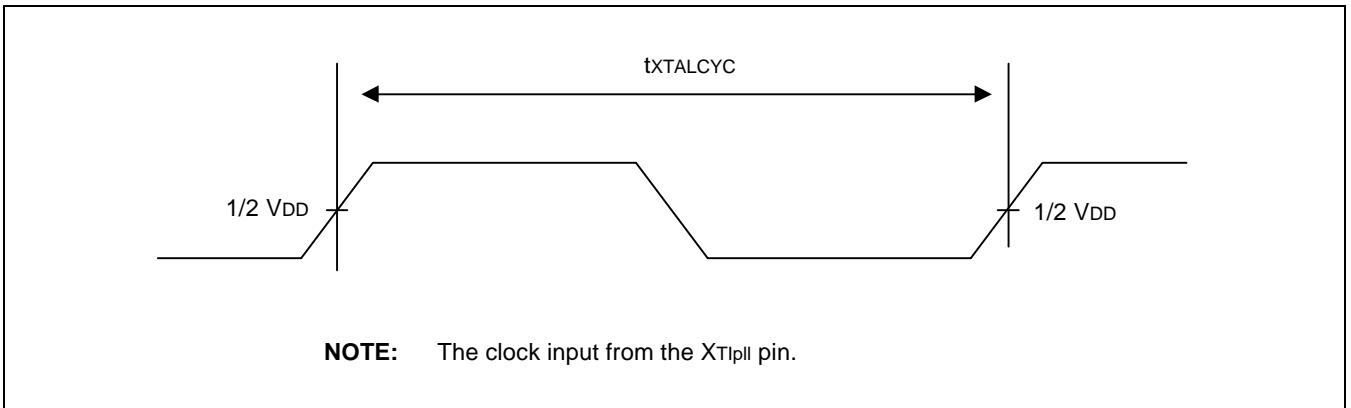 tXTALCYC
1/2 VDD
1/2 VDD
NOTE: The clock input from the XTIpll pin.